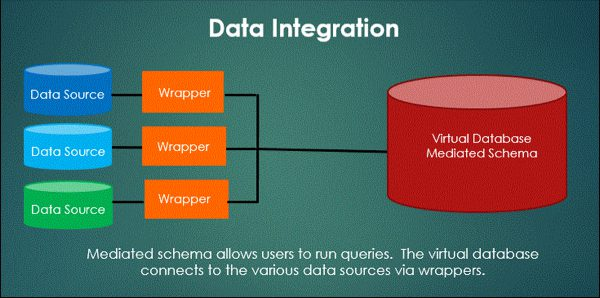 Data Integration
Data Source
Wrapper
Data Source
Wrapper
Data Source
Wrapper
Virtual Database
Mediated Schema
Mediated schema allows users to run queries.  The virtual database
connects to the various data sources via wrappers.